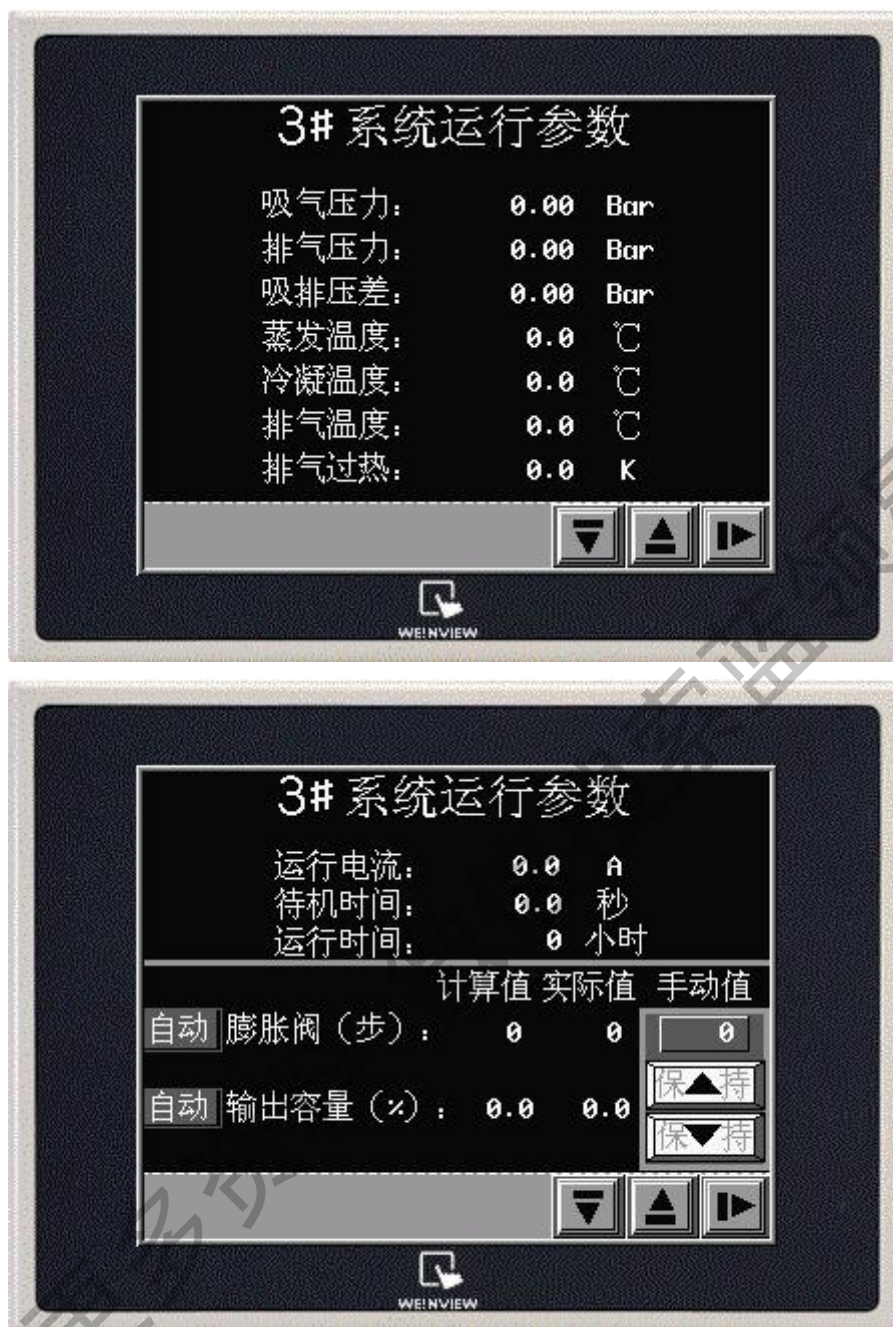 3# 系统运行参数
吸气压力： 0.00 Bar
排气压力： 0.00 Bar
吸排压差： 0.00 Bar
蒸发温度： 0.0 ℃
冷凝温度： 0.0 ℃
排气温度： 0.0 ℃
排气过热： 0.0 K
WE!NVIEW
3# 系统运行参数
运行电流： 0.0 A
待机时间： 0.0 秒
运行时间： 0 小时
计算值 实际值 手动值
自动 膨胀阀（步）： 0 0 0
保▲持
自动 输出容量（%）： 0.0 0.0
保▼持
WE!NVIEW